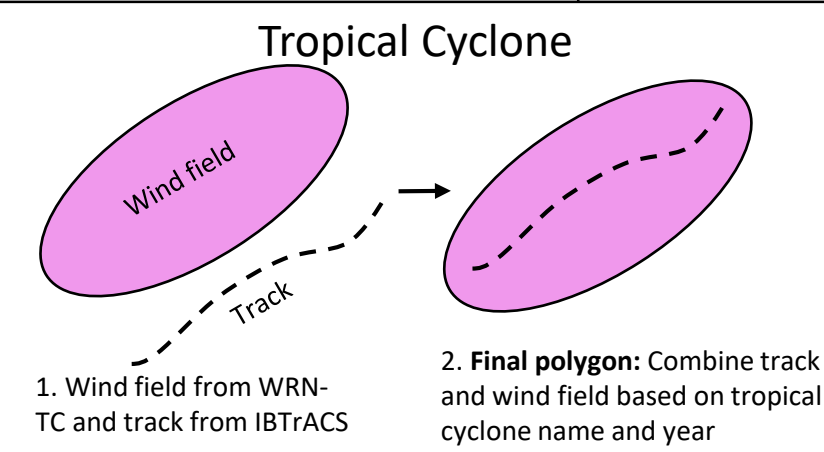 Tropical Cyclone
Wind field
Track
1. Wind field from WRN-
TC and track from IBTrACS
2. Final polygon: Combine track
and wind field based on tropical
cyclone name and year